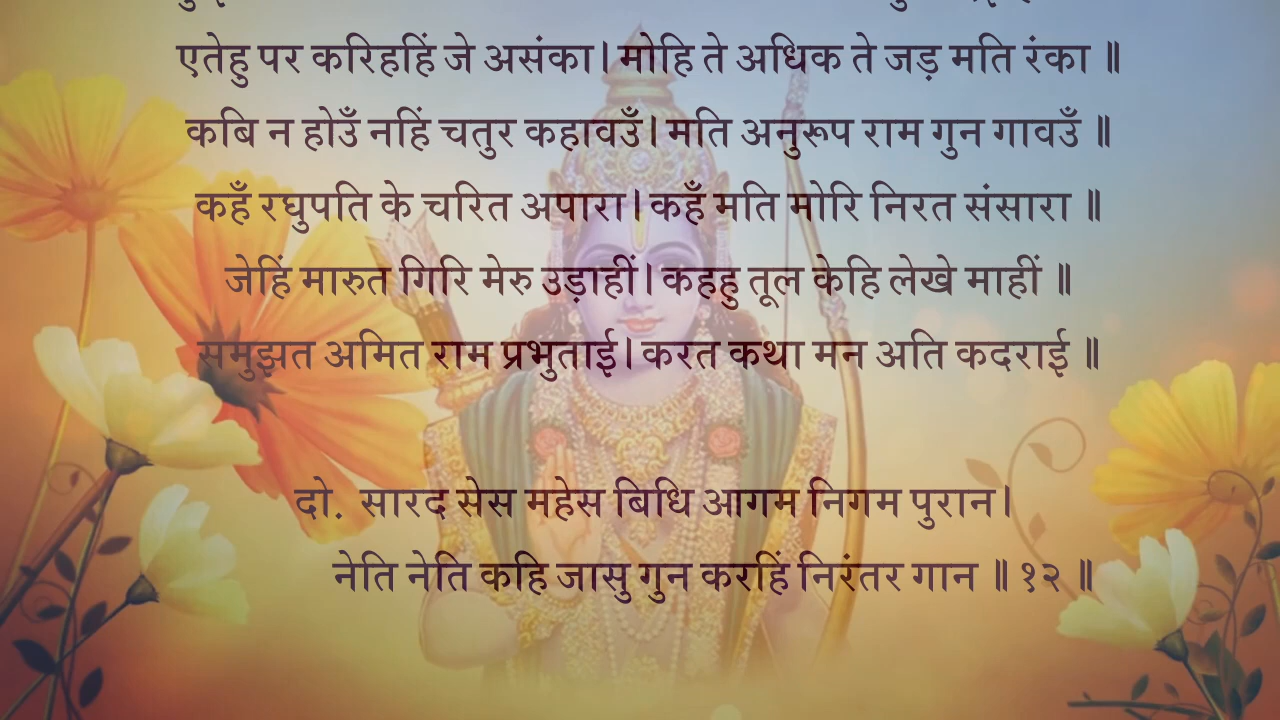 एतेहु पर करिहहिं जे असंका। मोहि ते अधिक ते जड़ मति रंका ॥
कबि न होउँ नहिं चतुर कहावउँ। मति अनुरूप राम गुन गावउँ ॥
कहँ रघुपति के चरित अपारा। कहँ मति मोरि निरत संसारा ॥
जेहिं मारुत गिरि मेरु उड़ाहीं। कहहु तूल केहि लेखे माहीं ॥
समुझत अमित राम प्रभुताई। करत कथा मन अति कदराई ॥
दो. सारद सेस महेस बिधि आगम निगम पुरान।
नेति नेति कहि जासु गुन करहिं निरंतर गान ॥ १२ ॥